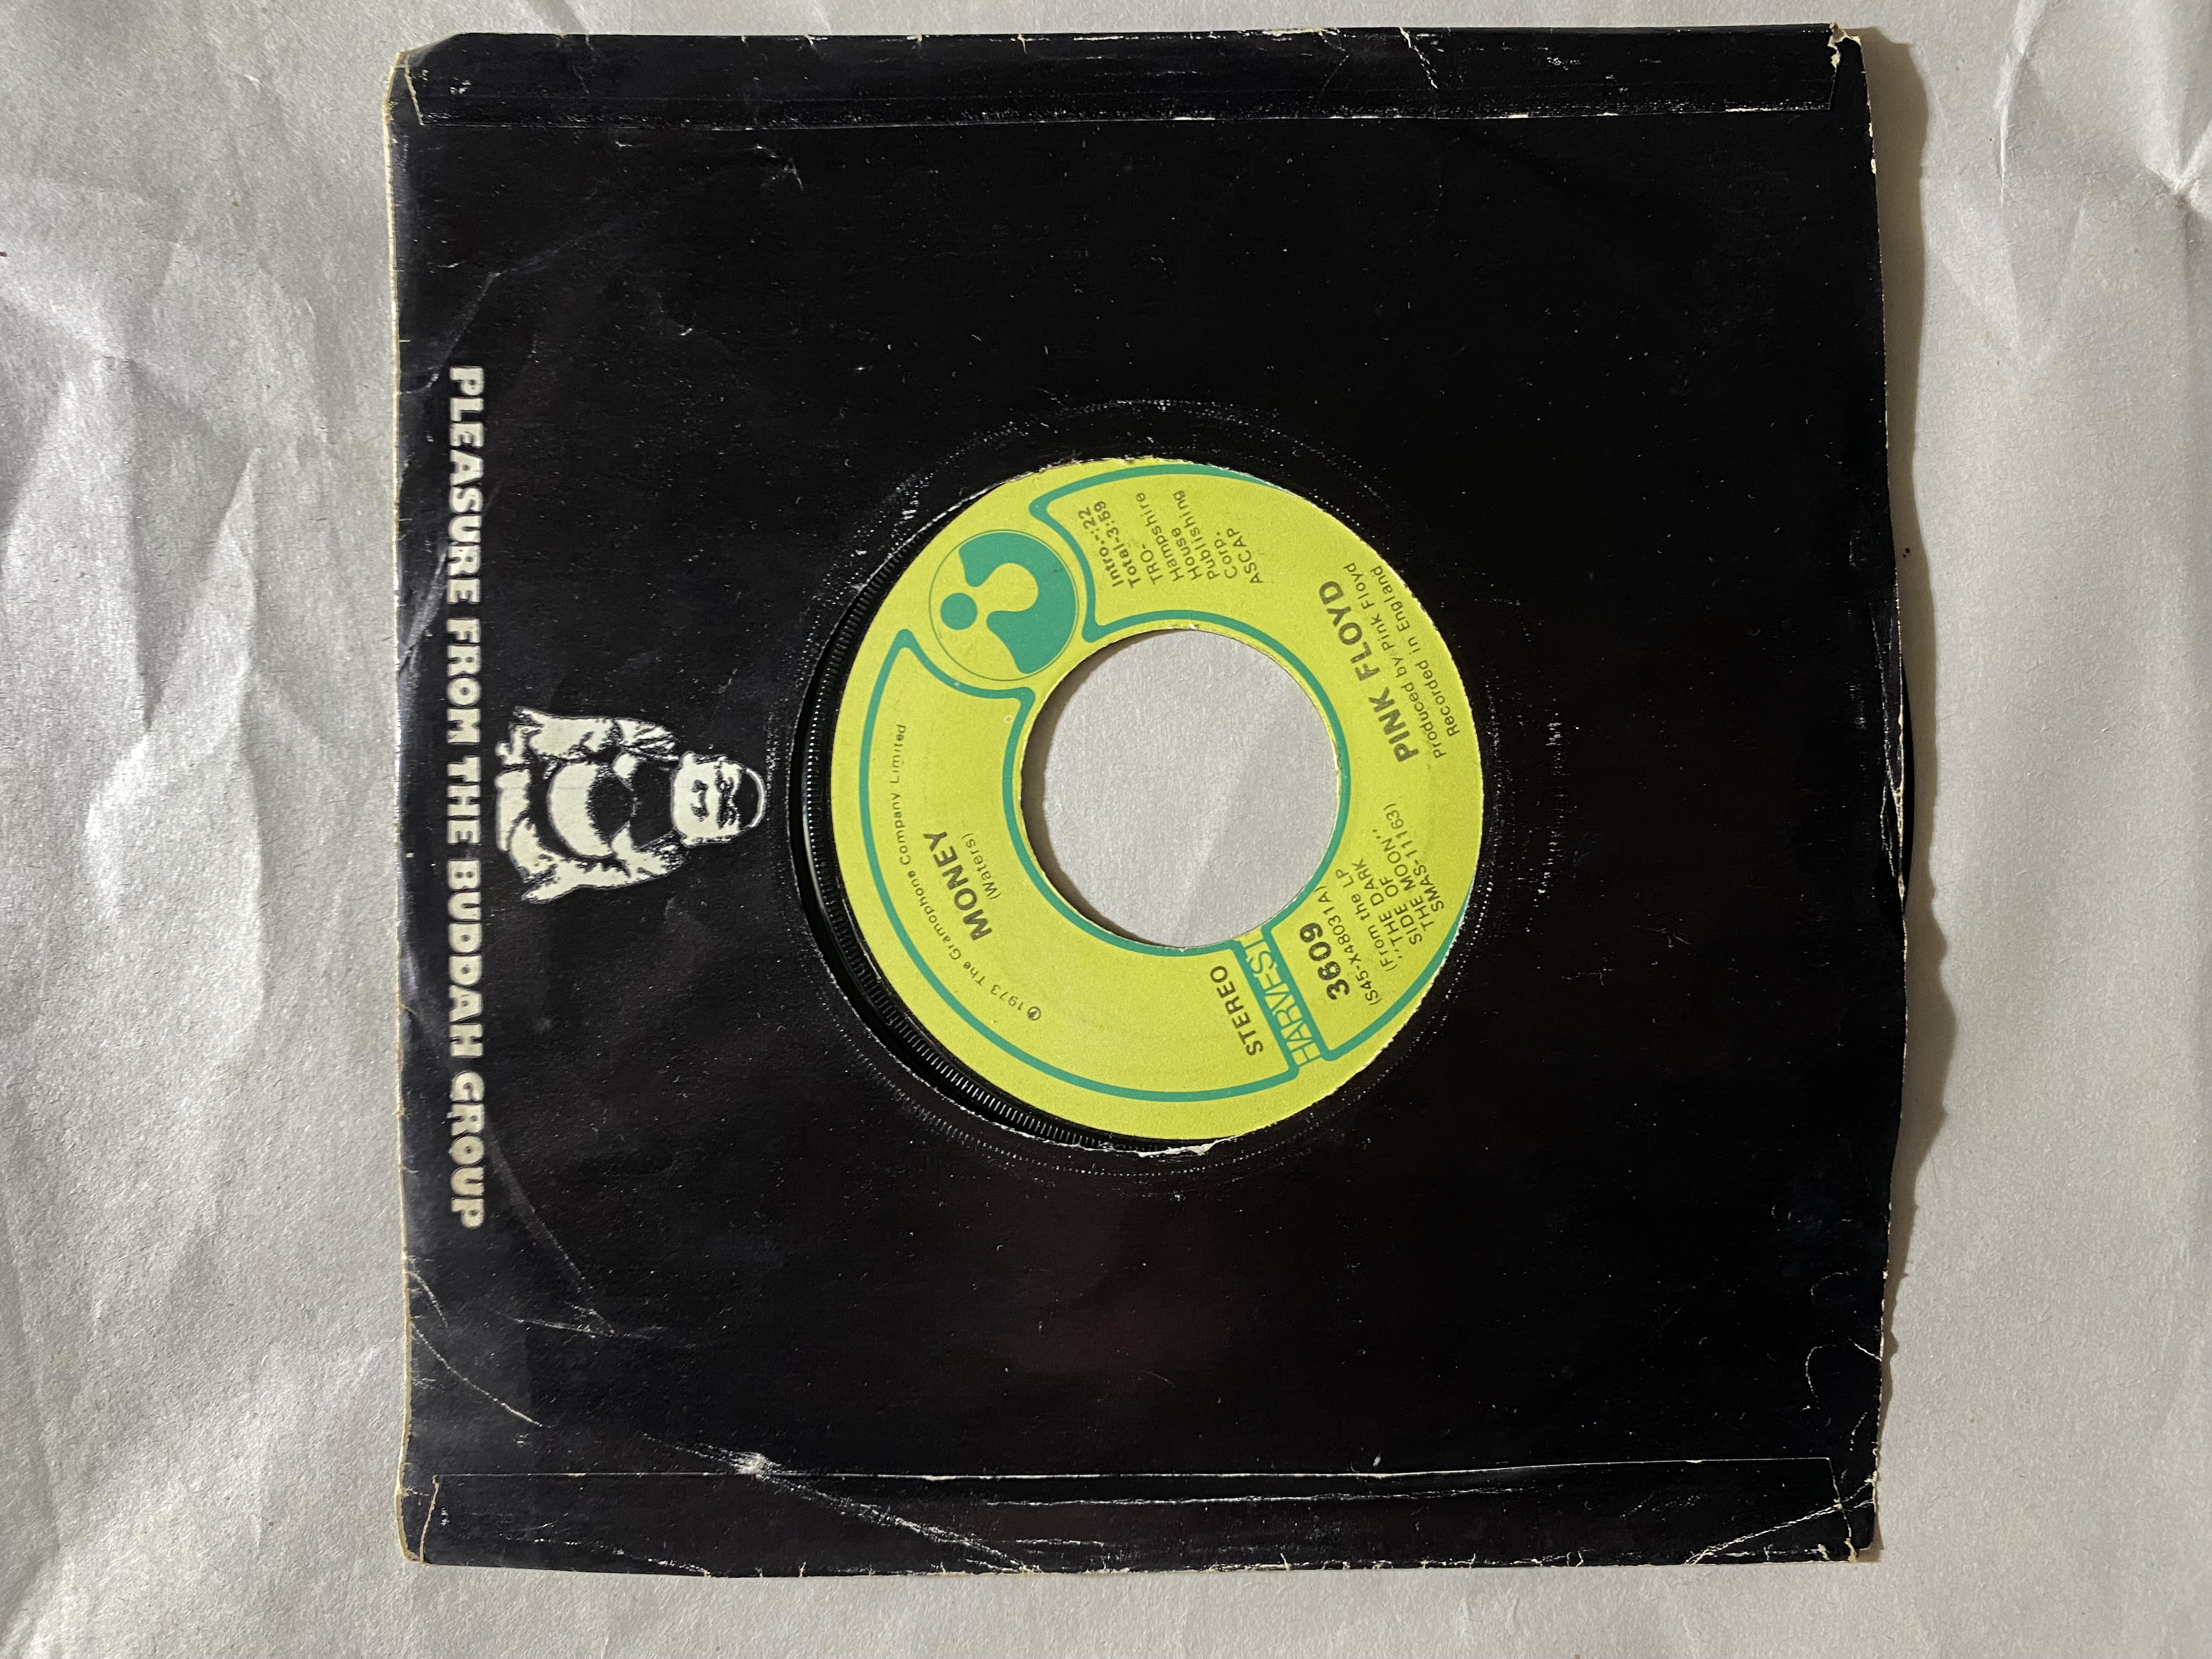 PLEASURE FROM THE BUDDAH GROUP
℗ 1973 The Gramophone Company Limited
MONEY
(Waters)
STEREO
HARVEST
3609
(S45-X48031A)
(From the LP
"THE DARK
SIDE OF
THE MOON"
SMAS-11163)
Intro.-:22
Total-3:59
TRO-
Hampshire
House
Publishing
Corp.
ASCAP
PINK FLOYD
Produced by Pink Floyd
Recorded in England